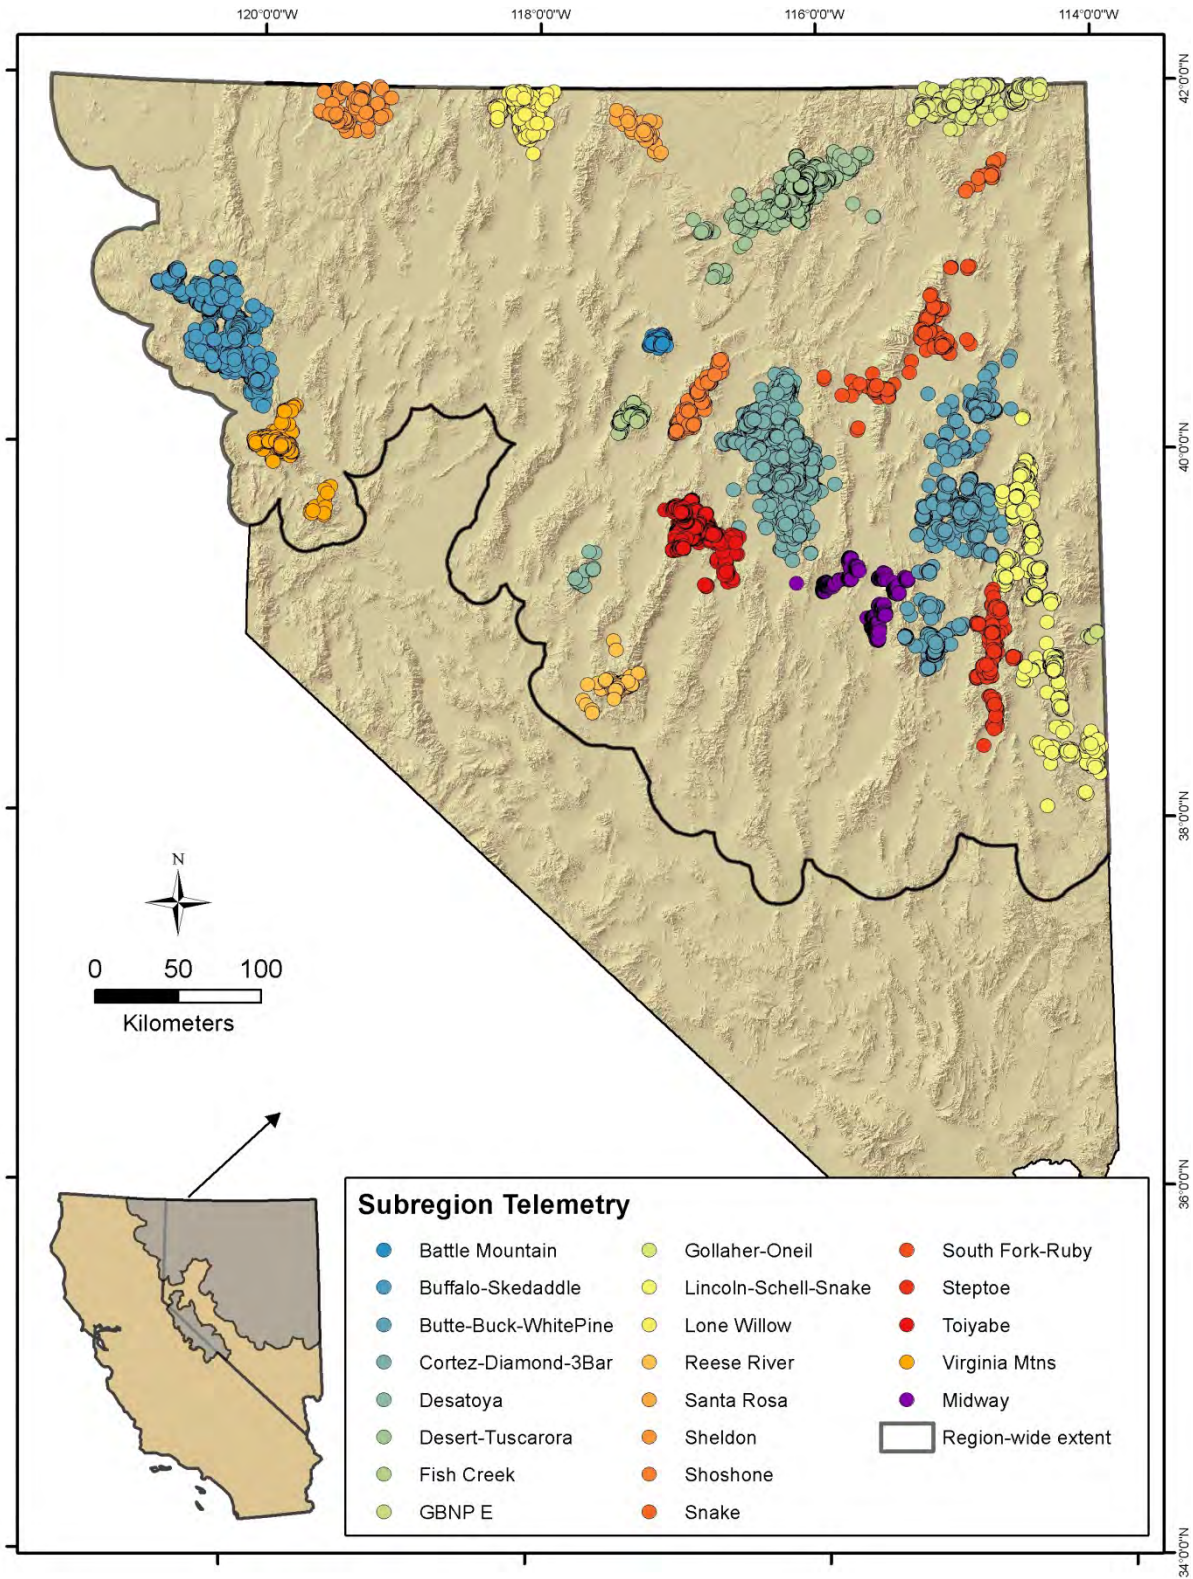 120°0'0"W 118°0'0"W 116°0'0"W 114°0'0"W
42°0'0"N
40°0'0"N
38°0'0"N
N
0 50 100
Kilometers
36°0'0"N
Subregion Telemetry
Battle Mountain
Buffalo-Skedaddle
Butte-Buck-WhitePine
Cortez-Diamond-3Bar
Desatoya
Desert-Tuscarora
Fish Creek
GBNP E
Gollaher-Oneil
Lincoln-Schell-Snake
Lone Willow
Reese River
Santa Rosa
Sheldon
Shoshone
Snake
South Fork-Ruby
Steptoe
Toiyabe
Virginia Mtns
Midway
Region-wide extent
34°0'0"N